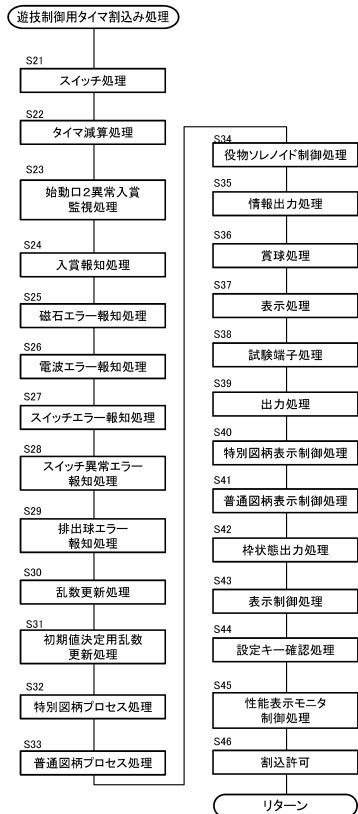 遊技制御用タイマ割込み処理
S21
スイッチ処理
S22
タイマ減算処理
S23
始動口2異常入賞
監視処理
S24
入賞報知処理
S25
磁石エラー報知処理
S26
電波エラー報知処理
S27
スイッチエラー報知処理
S28
スイッチ異常エラー
報知処理
S29
排出球エラー
報知処理
S30
乱数更新処理
S31
初期値決定用乱数
更新処理
S32
特別図柄プロセス処理
S33
普通図柄プロセス処理
S34
役物ソレノイド制御処理
S35
情報出力処理
S36
賞球処理
S37
表示処理
S38
試験端子処理
S39
出力処理
S40
特別図柄表示制御処理
S41
普通図柄表示制御処理
S42
枠状態出力処理
S43
表示制御処理
S44
設定キー確認処理
S45
性能表示モニタ
制御処理
S46
割込許可
リターン